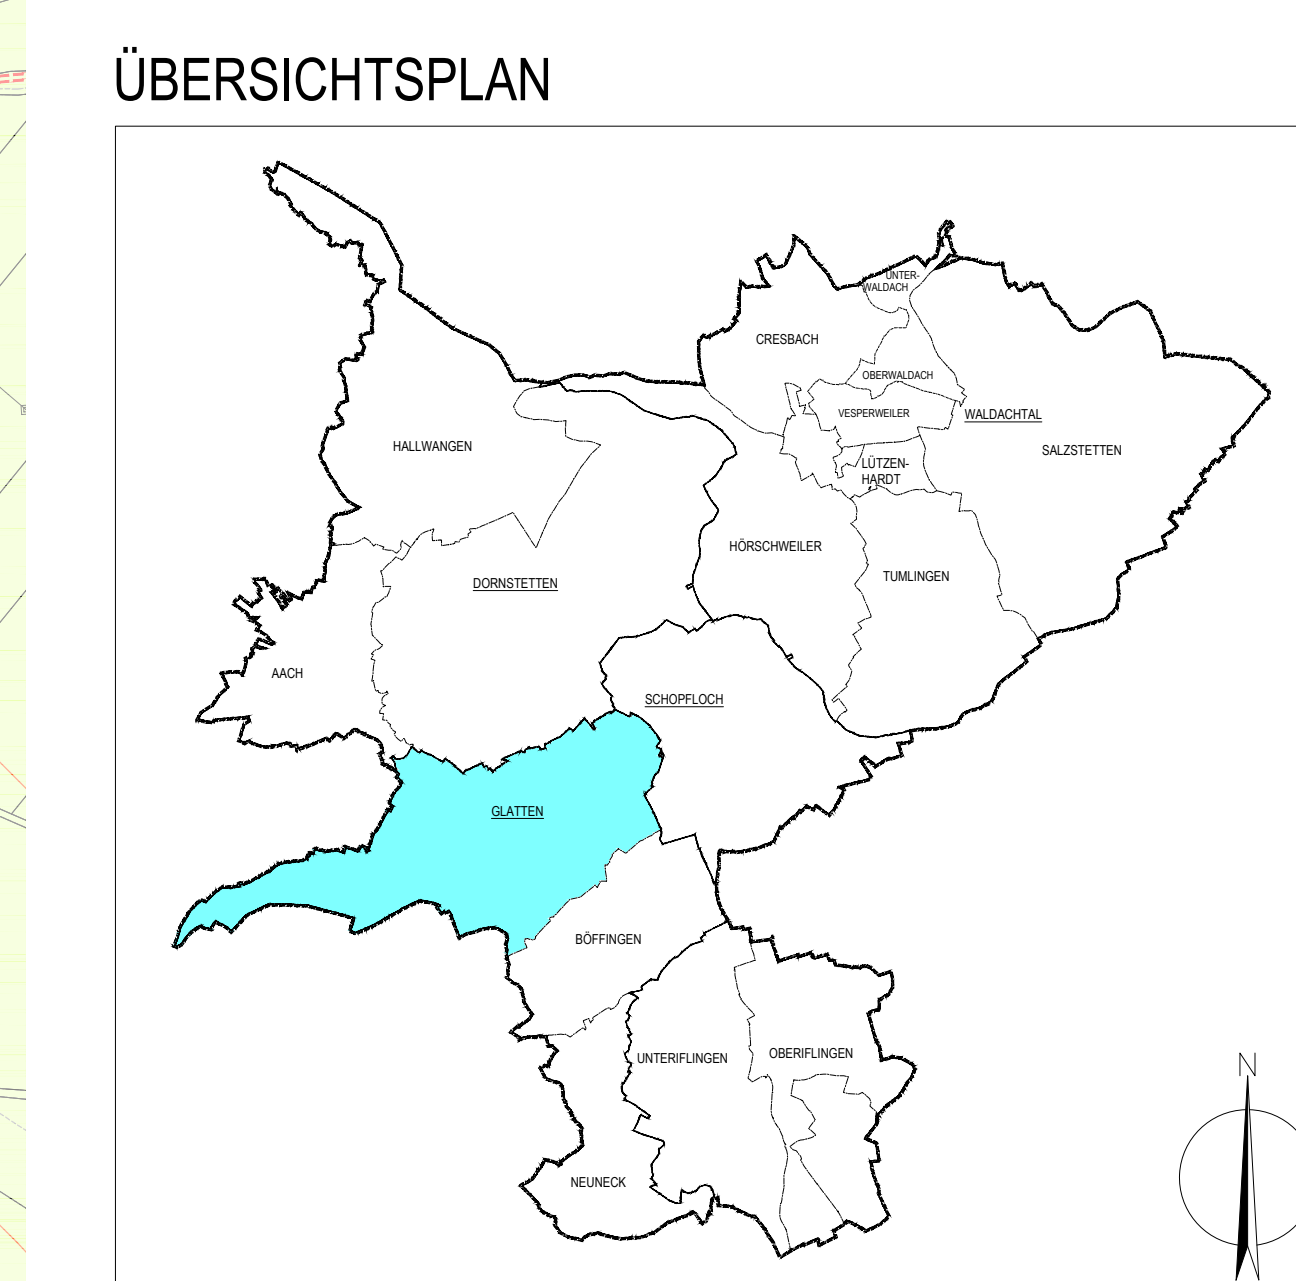 ÜBERSICHTSPLAN
UNTER-
WALDACH
CRESBACH
OBERWALDACH
VESPERWEILER
WALDACHTAL
HALLWANGEN
SALZSTETTEN
LÜTZEN-
HARDT
HÖRSCHWEILER
TUMLINGEN
DORNSTETTEN
AACH
SCHOPFLOCH
GLATTEN
BÖFFINGEN
UNTERIFLINGEN
OBERIFLINGEN
N
NEUNECK